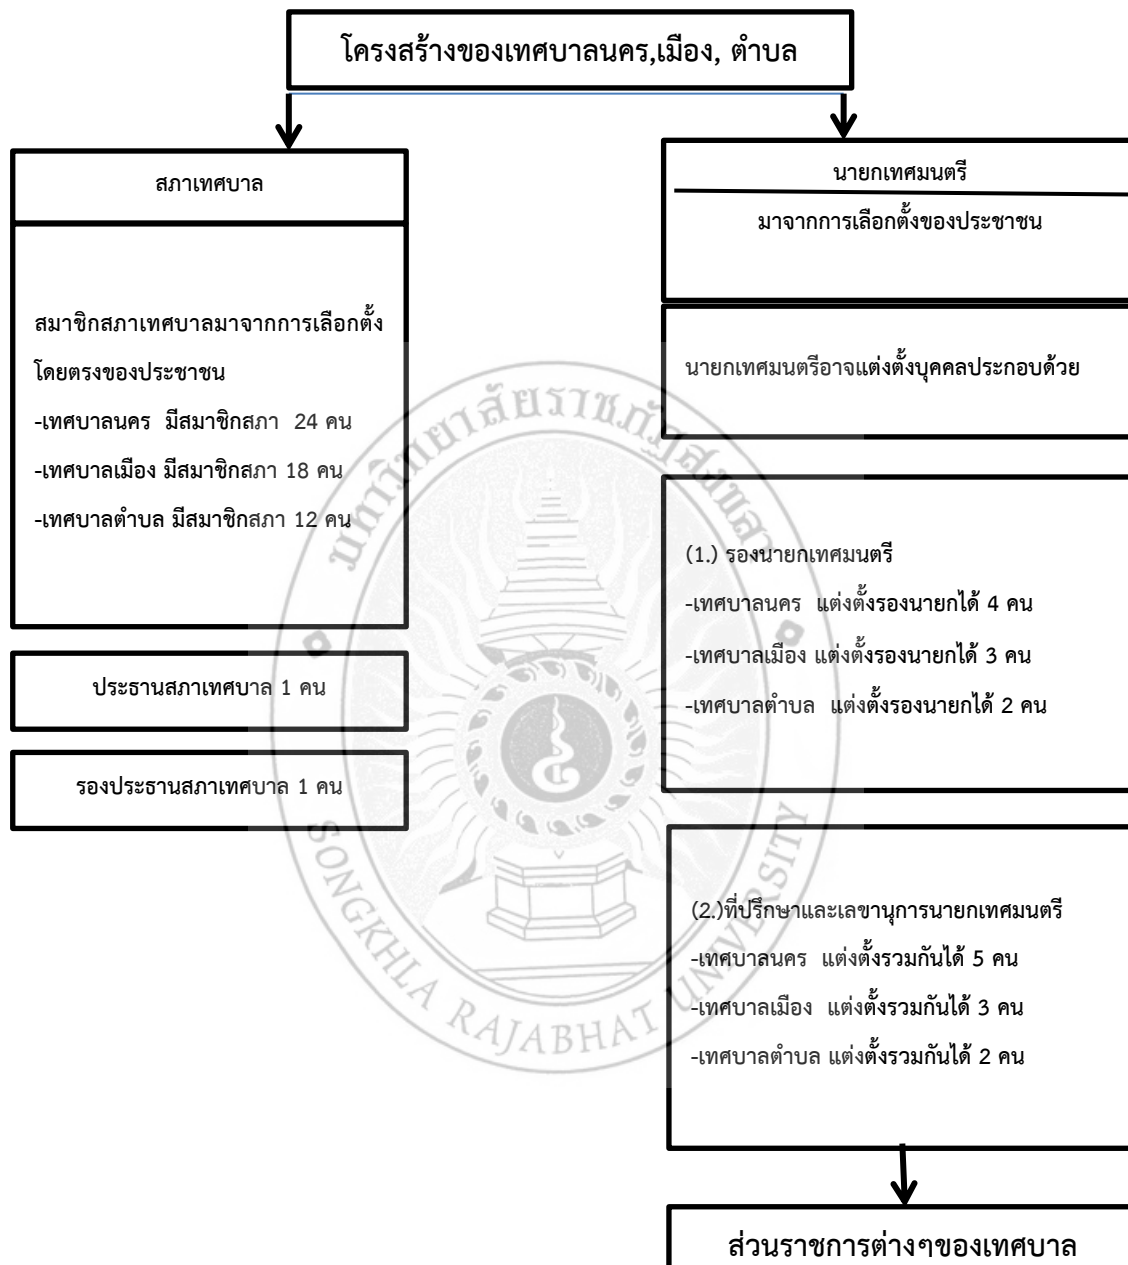 โครงสร้างของเทศบาลนคร,เมือง, ตำบล
สภาเทศบาล
สมาชิกสภาเทศบาลมาจากการเลือกตั้ง
โดยตรงของประชาชน
-เทศบาลนคร มีสมาชิกสภา 24 คน
-เทศบาลเมือง มีสมาชิกสภา 18 คน
-เทศบาลตำบล มีสมาชิกสภา 12 คน
ประธานสภาเทศบาล 1 คน
รองประธานสภาเทศบาล 1 คน
นายกเทศมนตรี
มาจากการเลือกตั้งของประชาชน
นายกเทศมนตรีอาจแต่งตั้งบุคคลประกอบด้วย
(1.) รองนายกเทศมนตรี
-เทศบาลนคร แต่งตั้งรองนายกได้ 4 คน
-เทศบาลเมือง แต่งตั้งรองนายกได้ 3 คน
-เทศบาลตำบล แต่งตั้งรองนายกได้ 2 คน
(2.)ที่ปรึกษาและเลขานุการนายกเทศมนตรี
-เทศบาลนคร แต่งตั้งรวมกันได้ 5 คน
-เทศบาลเมือง แต่งตั้งรวมกันได้ 3 คน
-เทศบาลตำบล แต่งตั้งรวมกันได้ 2 คน
ส่วนราชการต่างๆของเทศบาล
มหาวิทยาลัยราชภัฏสงขลา
SONGKHLA RAJABHAT UNIVERSITY